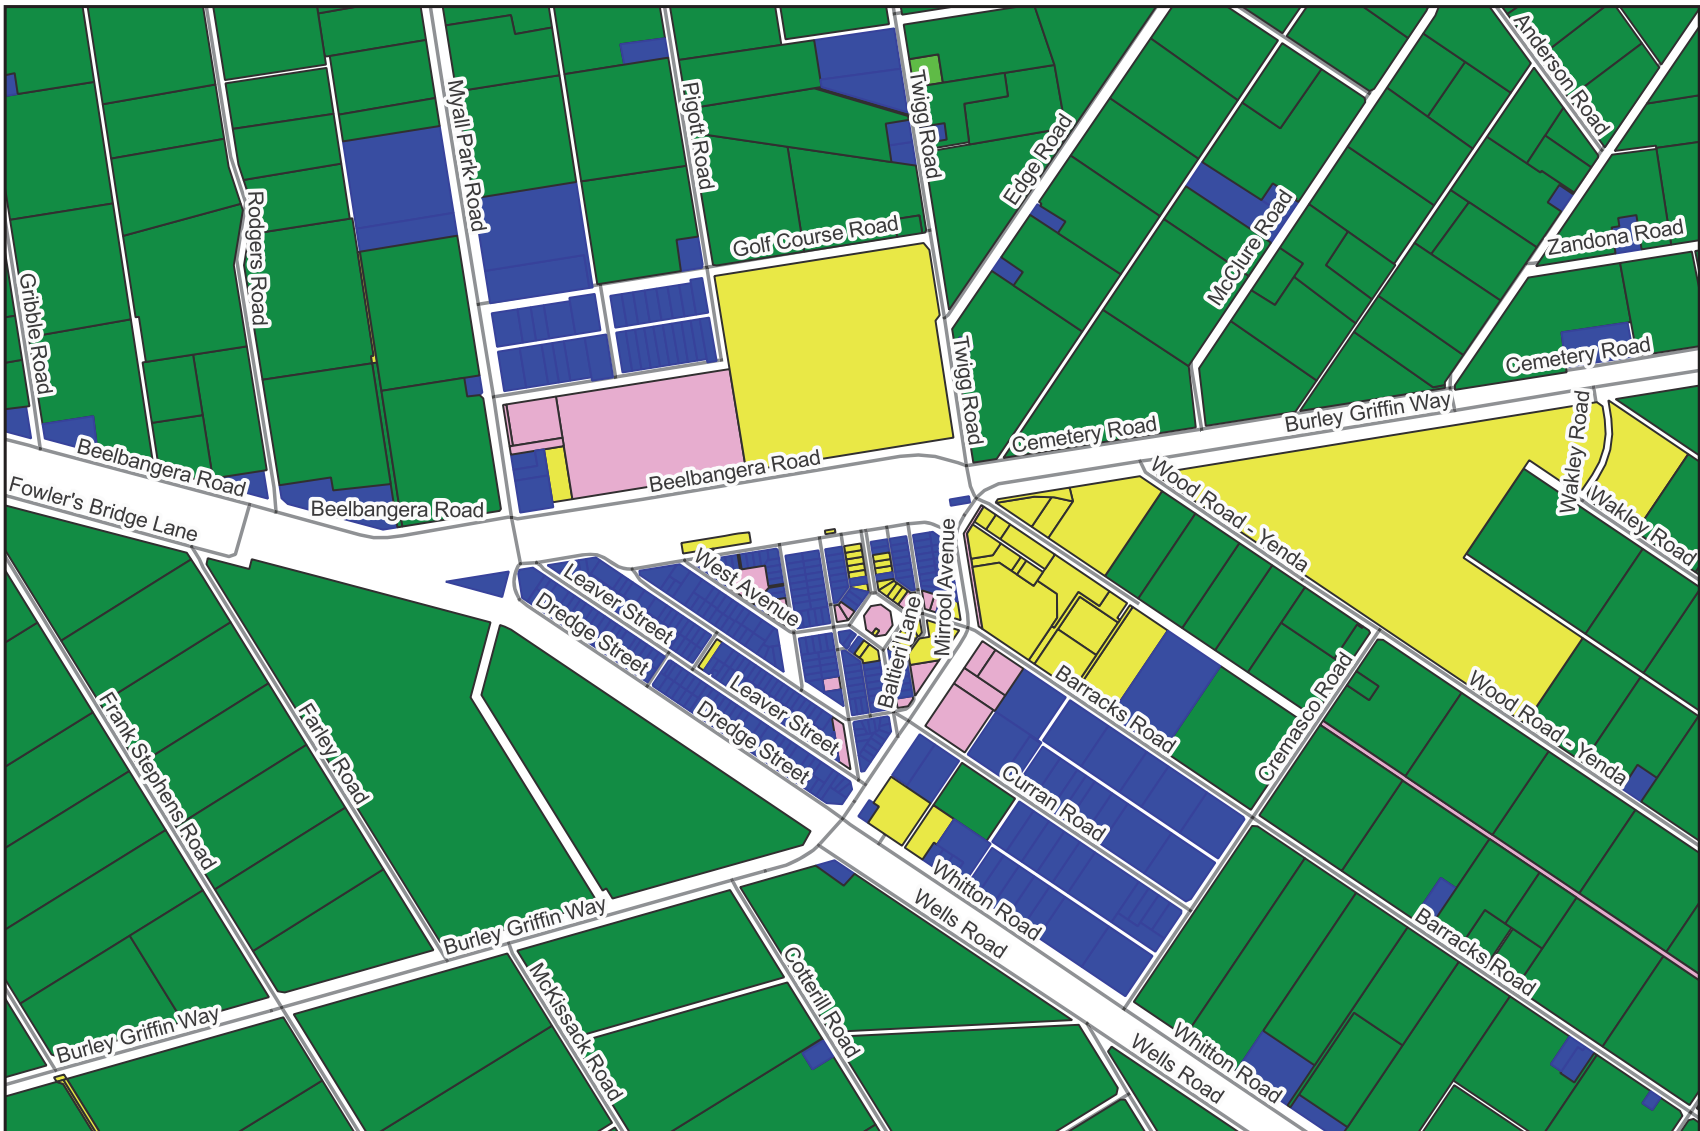 Anderson Road
Myall Park Road
Pigott Road
Twigg Road
Edge Road
McClure Road
Zandona Road
Rodgers Road
Golf Course Road
Gribble Road
Twigg Road
Cemetery Road
Burley Griffin Way
Cemetery Road
Wakley Road
Beelbangera Road
Beelbangera Road
Beelbangera Road
Fowler's Bridge Lane
Wood Road - Yenda
Wakley Road
West Avenue
Mirrool Avenue
Leaver Street
Dredge Street
Baltieri Lane
Barracks Road
Cremasco Road
Wood Road - Yenda
Leaver Street
Dredge Street
Frank Stephens Road
Farley Road
Curran Road
Whitton Road
Wells Road
Burley Griffin Way
Barracks Road
Cotterill Road
McKissack Road
Burley Griffin Way
Whitton Road
Wells Road